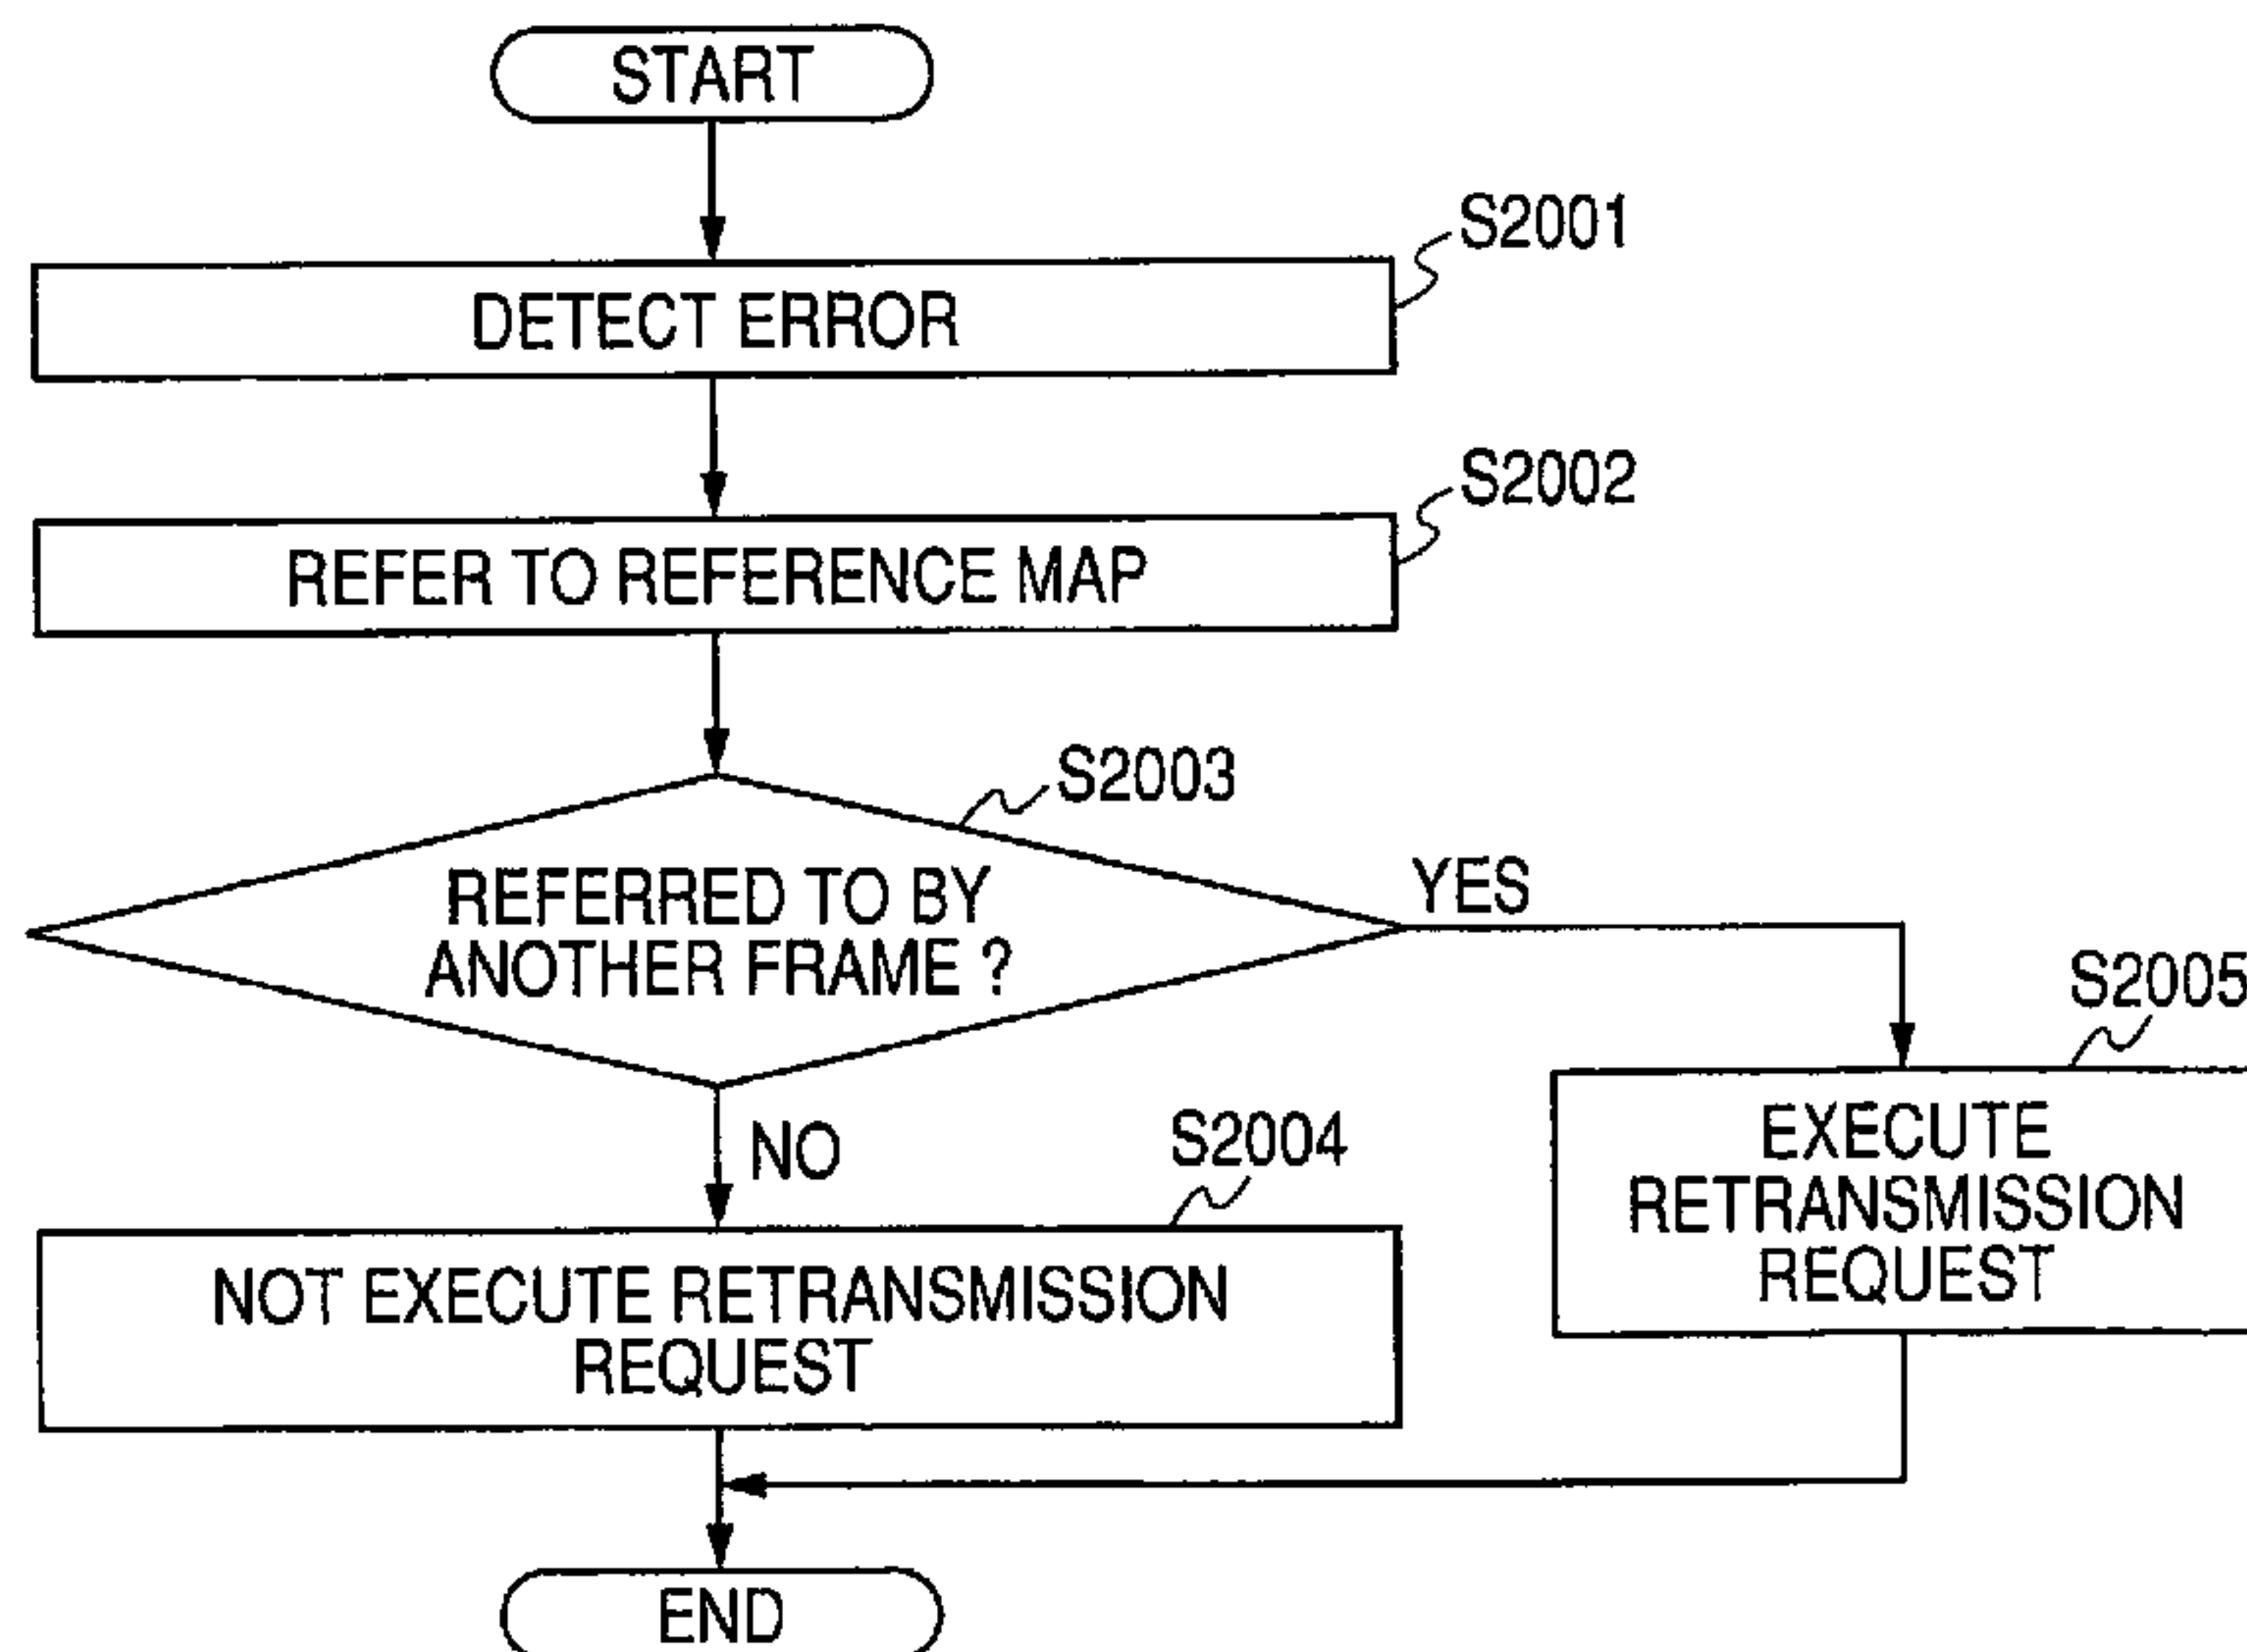 START
S2001
DETECT ERROR
S2002
REFER TO REFERENCE MAP
S2003
REFERRED TO BY
ANOTHER FRAME ?
YES
S2005
EXECUTE
RETRANSMISSION
REQUEST
NO
S2004
NOT EXECUTE RETRANSMISSION
REQUEST
END